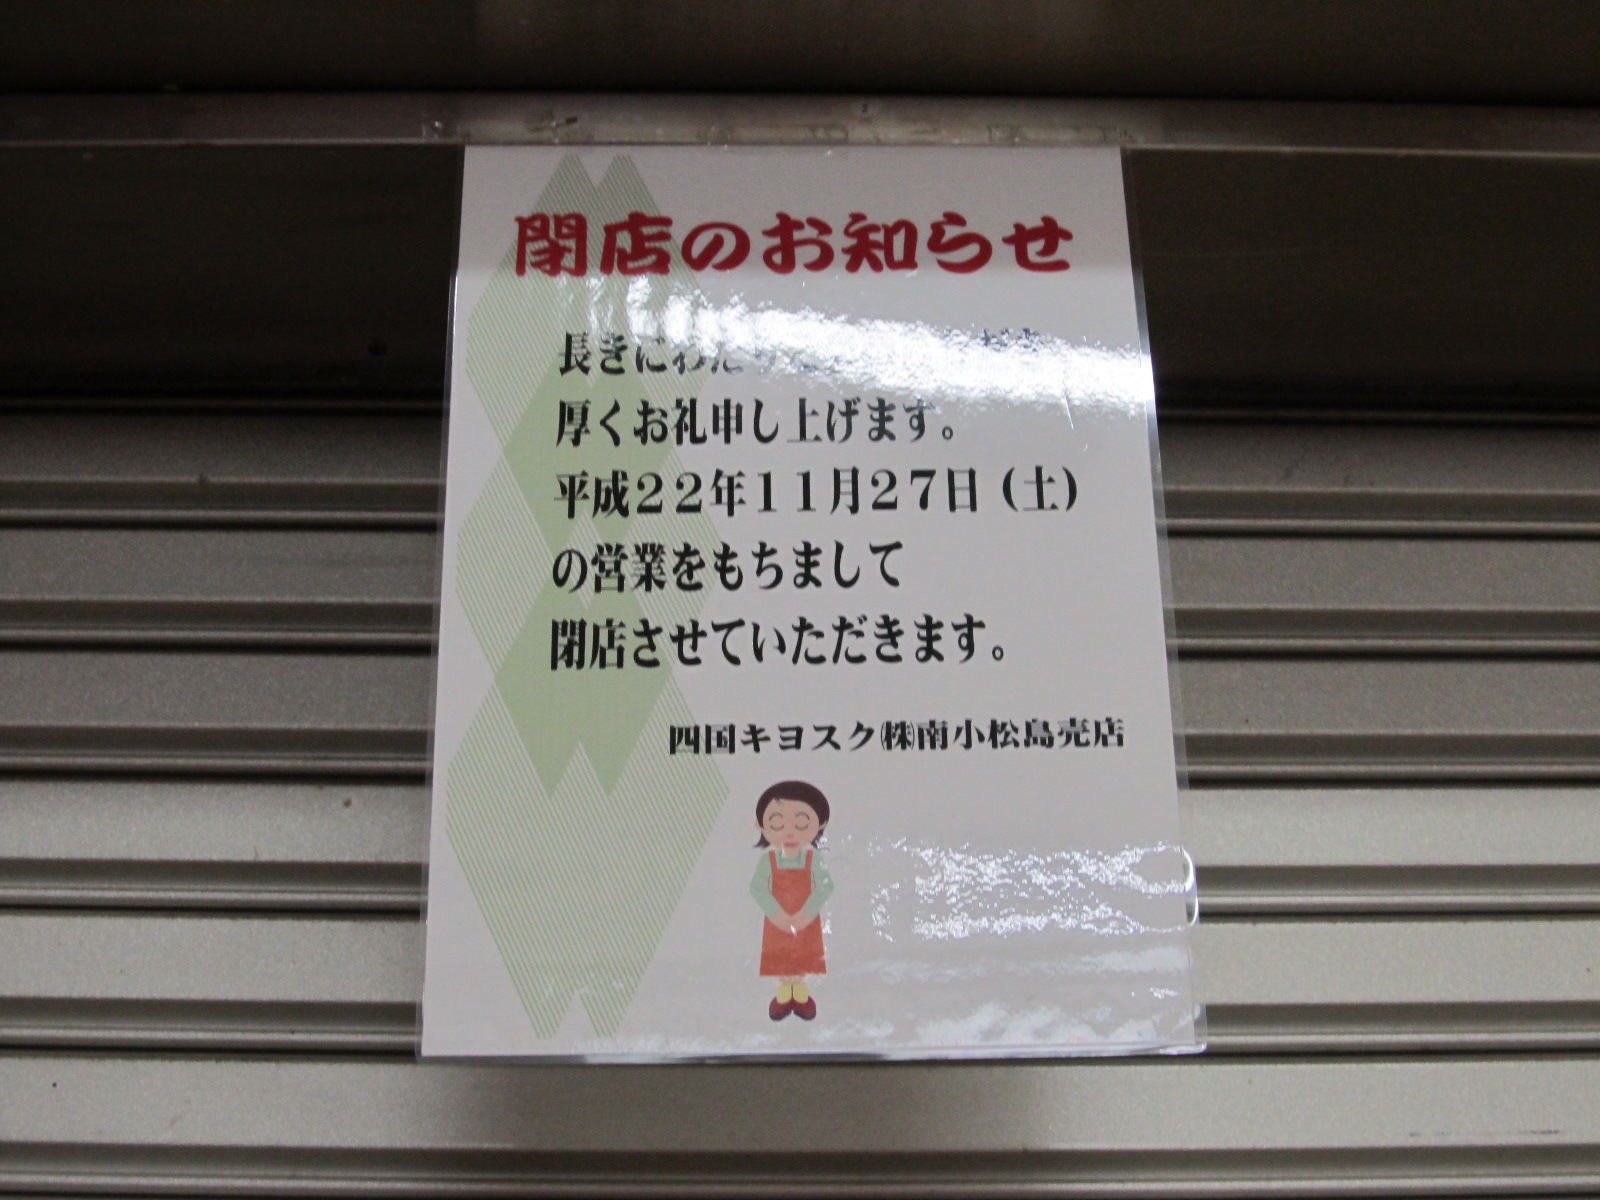 閉店のお知らせ
長きにわたり
厚くお礼申し上げます。
平成22年11月27日（土）
の営業をもちまして
閉店させていただきます。
四国キヨスク㈱南小松島売店